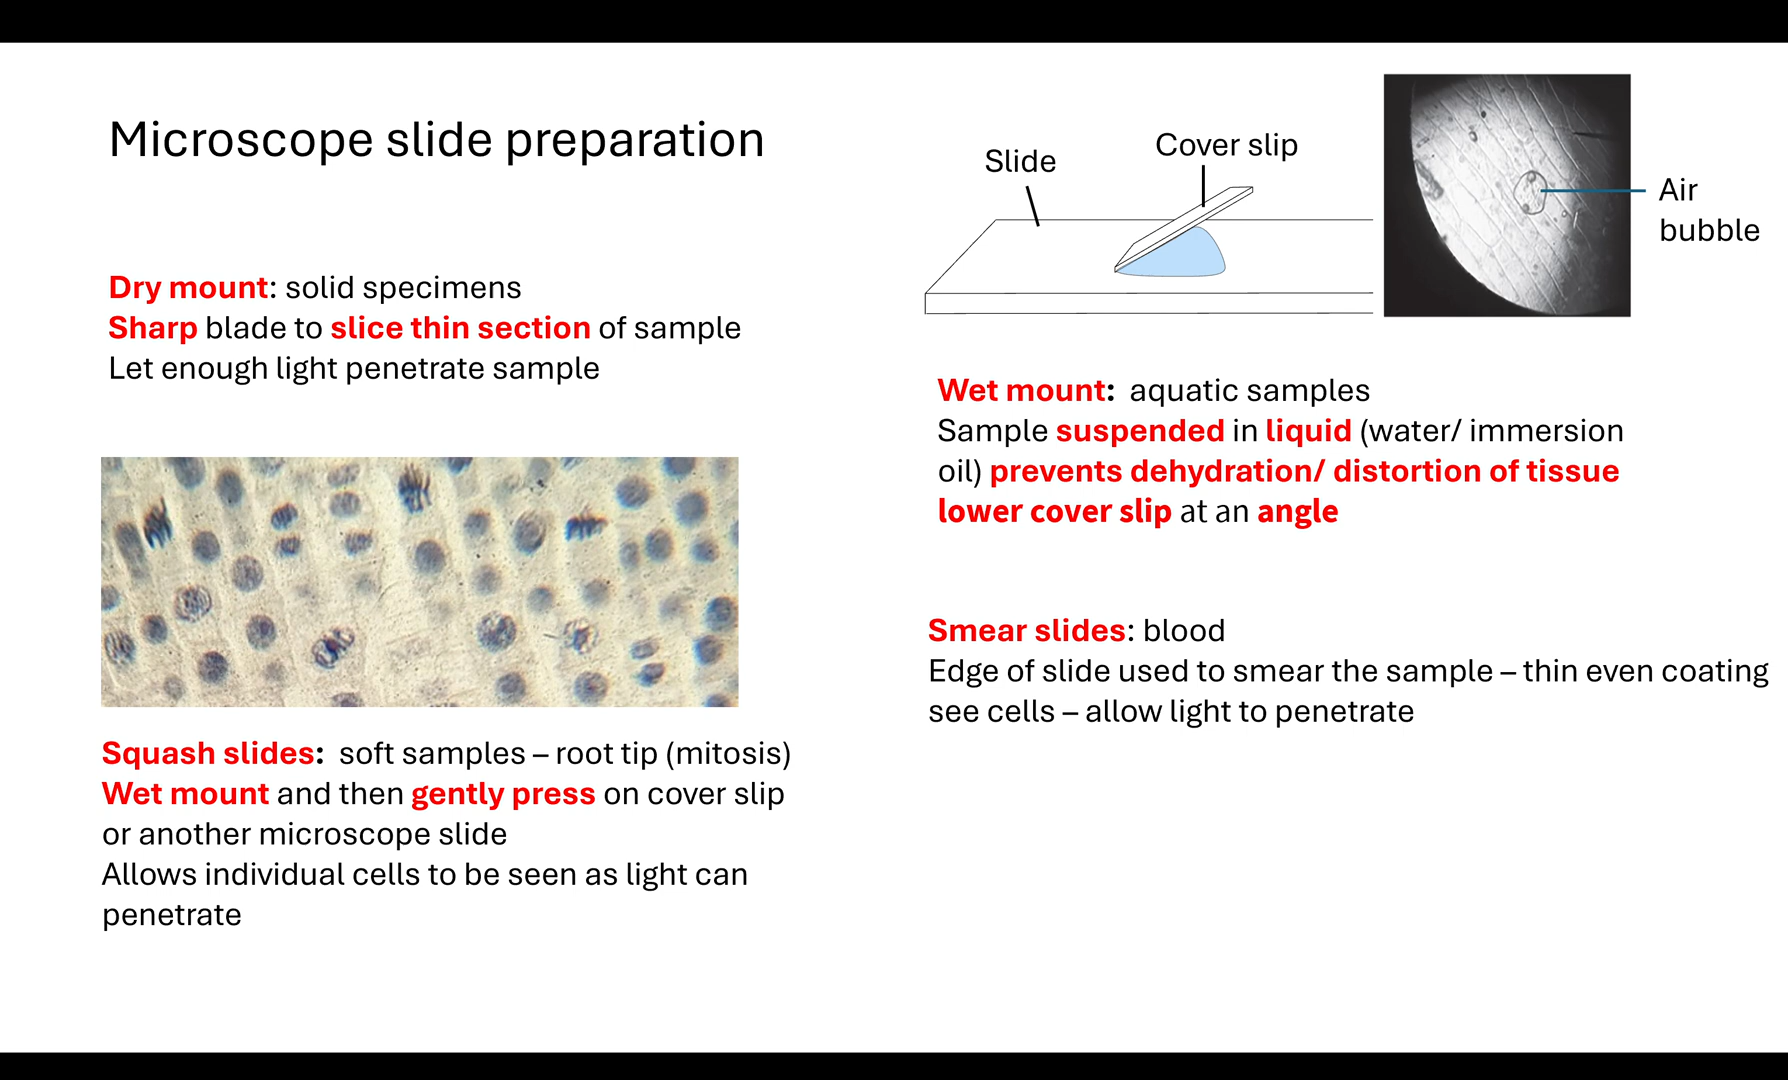 Microscope slide preparation
Dry mount: solid specimens
Sharp blade to slice thin section of sample
Let enough light penetrate sample
Squash slides:  soft samples – root tip (mitosis)
Wet mount and then gently press on cover slip
or another microscope slide
Allows individual cells to be seen as light can
penetrate
Slide
Cover slip
Air
bubble
Wet mount:  aquatic samples
Sample suspended in liquid (water/ immersion
oil) prevents dehydration/ distortion of tissue
lower cover slip at an angle
Smear slides: blood
Edge of slide used to smear the sample – thin even coating
see cells – allow light to penetrate